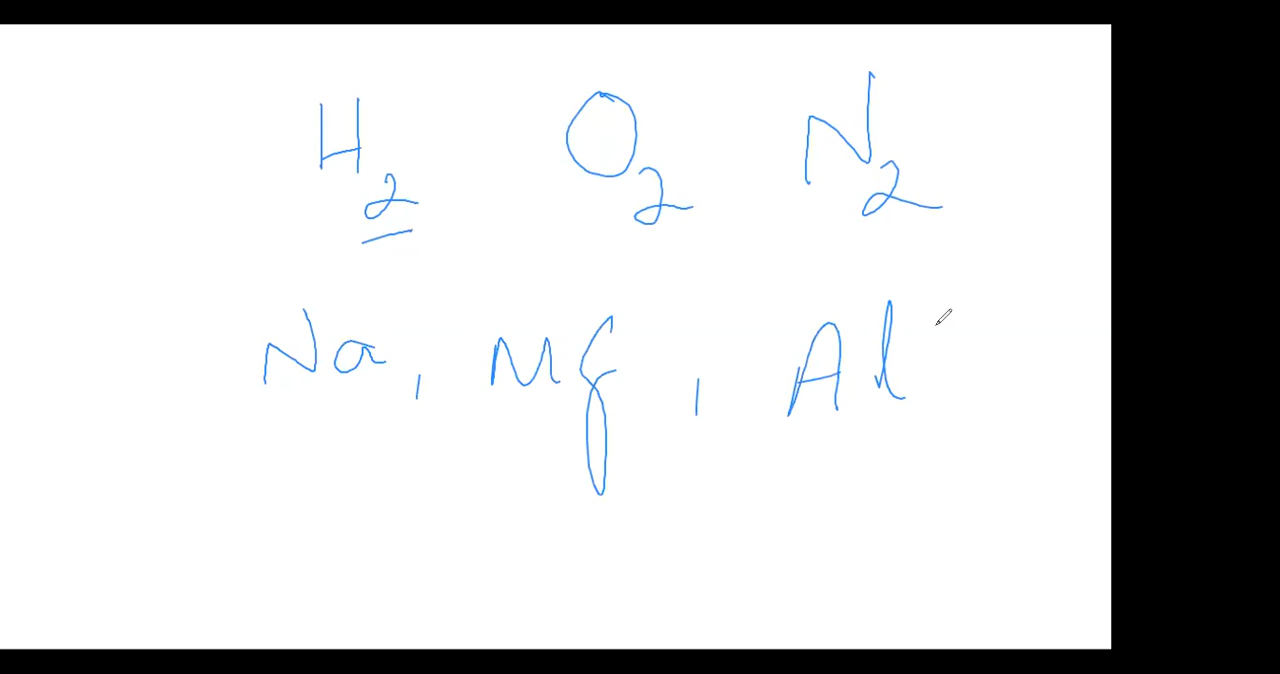 H₂ O₂ N₂
Na, Mg, Al